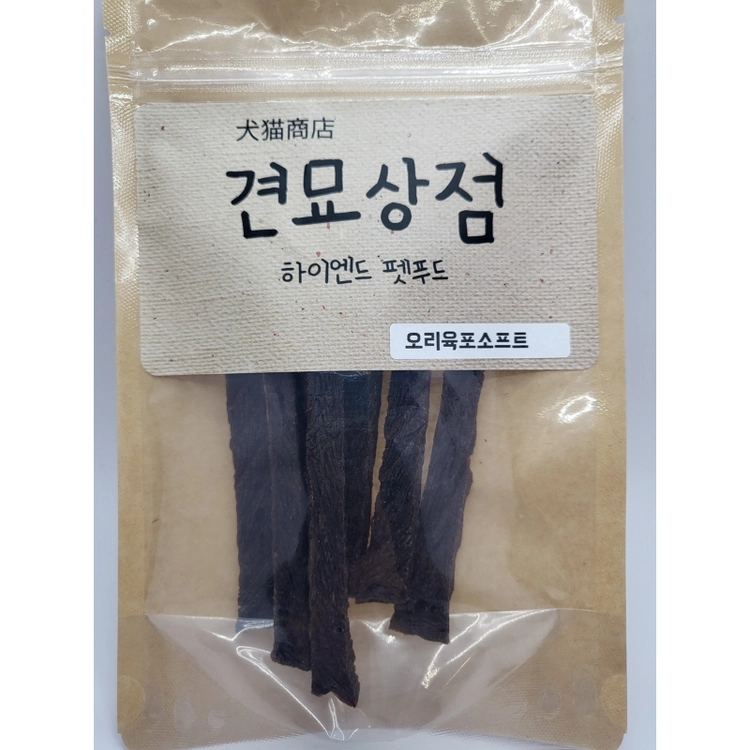 犬猫商店
견묘상점
하이엔드 펫푸드
오리육포소프트